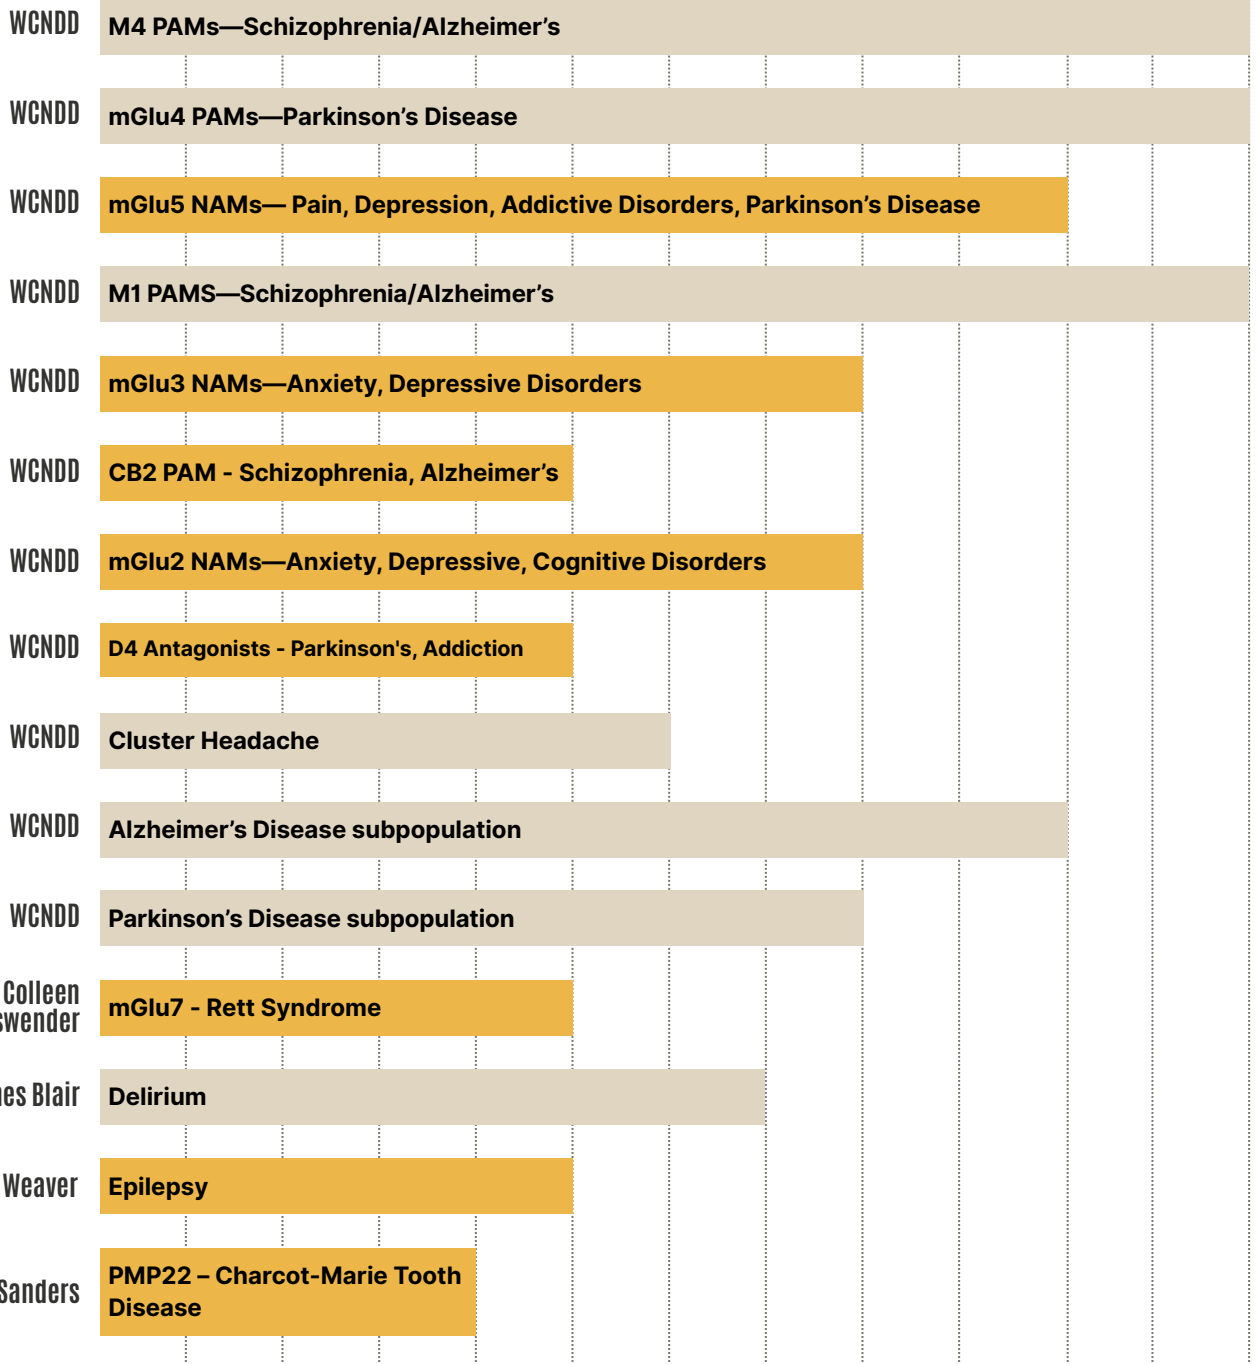 WCNDD M4 PAMs—Schizophrenia/Alzheimer’s
WCNDD mGlu4 PAMs—Parkinson’s Disease
WCNDD mGlu5 NAMs— Pain, Depression, Addictive Disorders, Parkinson’s Disease
WCNDD M1 PAMS—Schizophrenia/Alzheimer’s
WCNDD mGlu3 NAMs—Anxiety, Depressive Disorders
WCNDD CB2 PAM - Schizophrenia, Alzheimer’s
WCNDD mGlu2 NAMs—Anxiety, Depressive, Cognitive Disorders
WCNDD D4 Antagonists - Parkinson's, Addiction
WCNDD Cluster Headache
WCNDD Alzheimer’s Disease subpopulation
WCNDD Parkinson’s Disease subpopulation
Colleen
swender
mGlu7 - Rett Syndrome
es Blair Delirium
Weaver Epilepsy
Sanders
PMP22 – Charcot-Marie Tooth
Disease